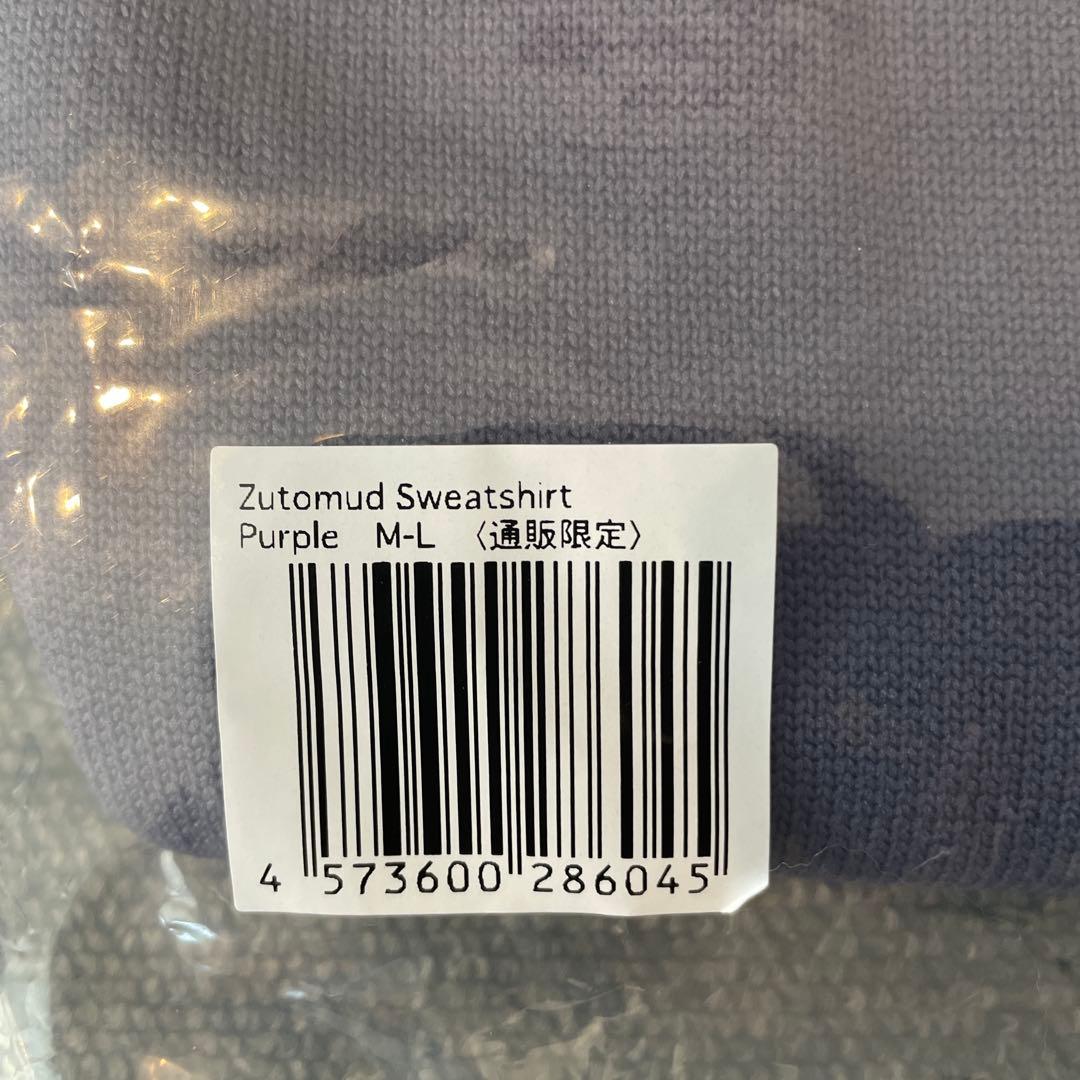 Zutomud Sweatshirt
Purple　M-L　〈通販限定〉
4 573600 286045